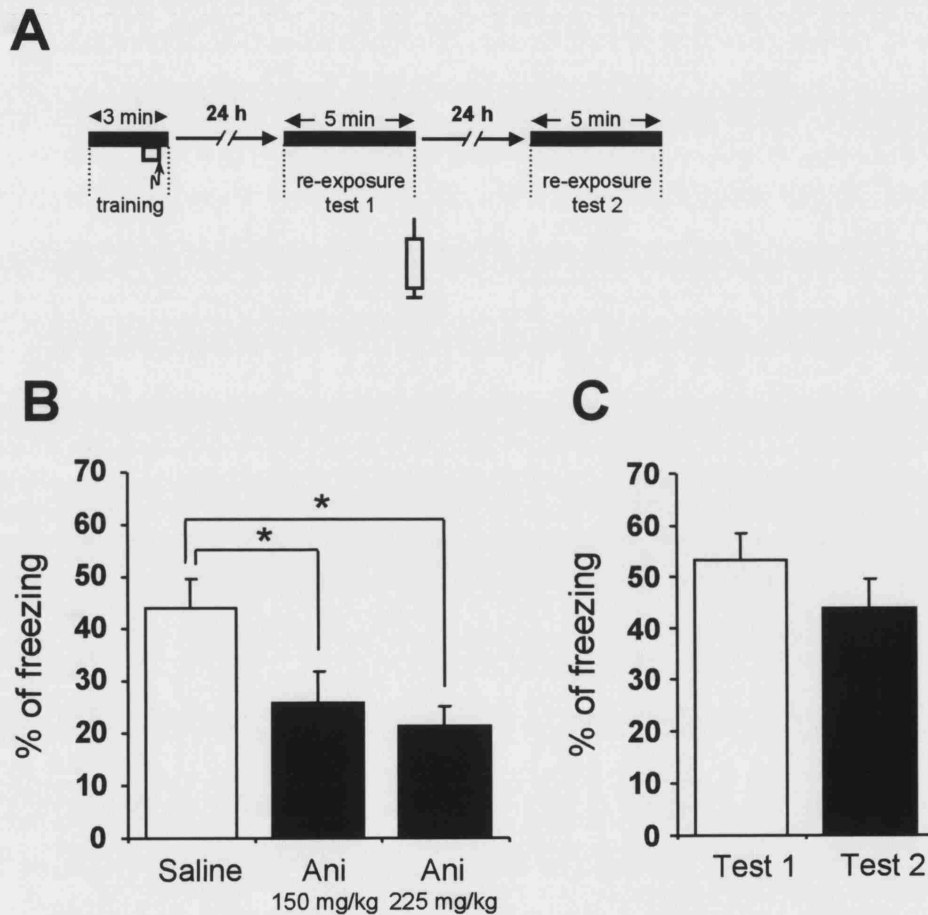 A
3 min
24 h
5 min
24 h
5 min
N
training
re-exposure
test 1
re-exposure
test 2
B
% of freezing
70
60
50
40
30
20
10
0
*
*
Saline
Ani
150 mg/kg
Ani
225 mg/kg
C
% of freezing
70
60
50
40
30
20
10
0
Test 1
Test 2